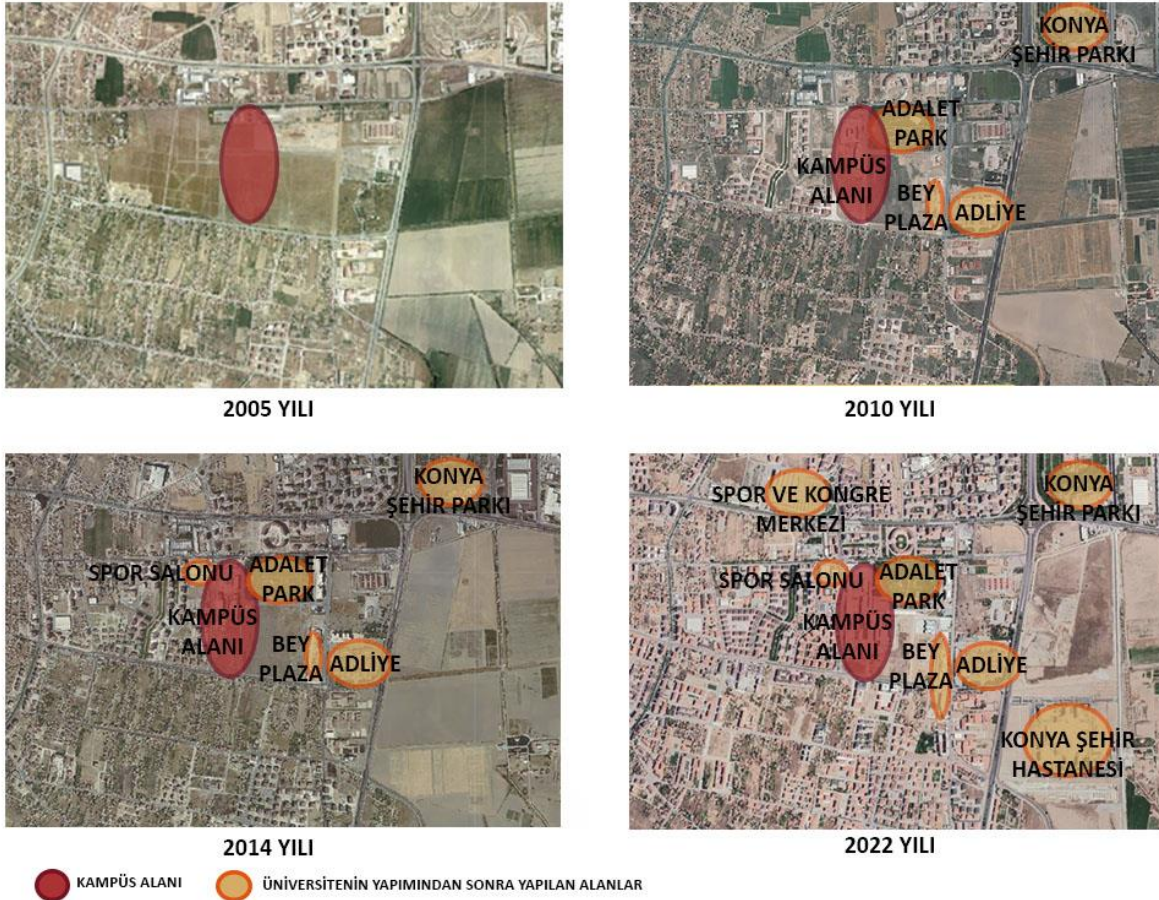 KONYA
ŞEHİR PARKI
ADALET
PARK
KAMPÜS
ALANI
BEY
PLAZA
ADLİYE
2005 YILI
2010 YILI
KONYA
ŞEHİR PARKI
SPOR SALONU
ADALET
PARK
KAMPÜS
ALANI
BEY
PLAZA
ADLİYE
SPOR VE KONGRE
MERKEZİ
KONYA
ŞEHİR PARKI
SPOR SALONU
ADALET
PARK
KAMPÜS
ALANI
BEY
PLAZA
ADLİYE
KONYA ŞEHİR
HASTANESİ
2014 YILI
2022 YILI
KAMPÜS ALANI
ÜNİVERSİTENİN YAPIMINDAN SONRA YAPILAN ALANLAR